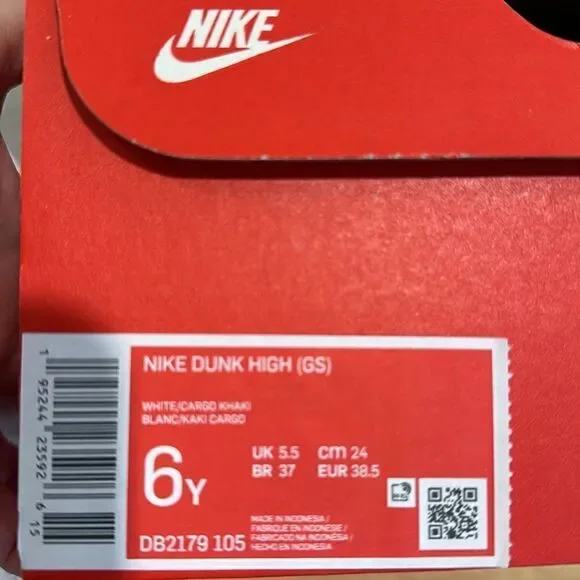 NIKE
NIKE DUNK HIGH (GS)
WHITE/CARGO KHAKI
BLANC/KAKI CARGO
6Y
UK 5.5 cm 24
BR 37 EUR 38.5
MADE IN INDONESIA /
FABRIQUE EN INDONESIE /
FABRICADO NA INDONESIA /
HECHO EN INDONESIA
DB2179 105
1 95244 23592 6 15